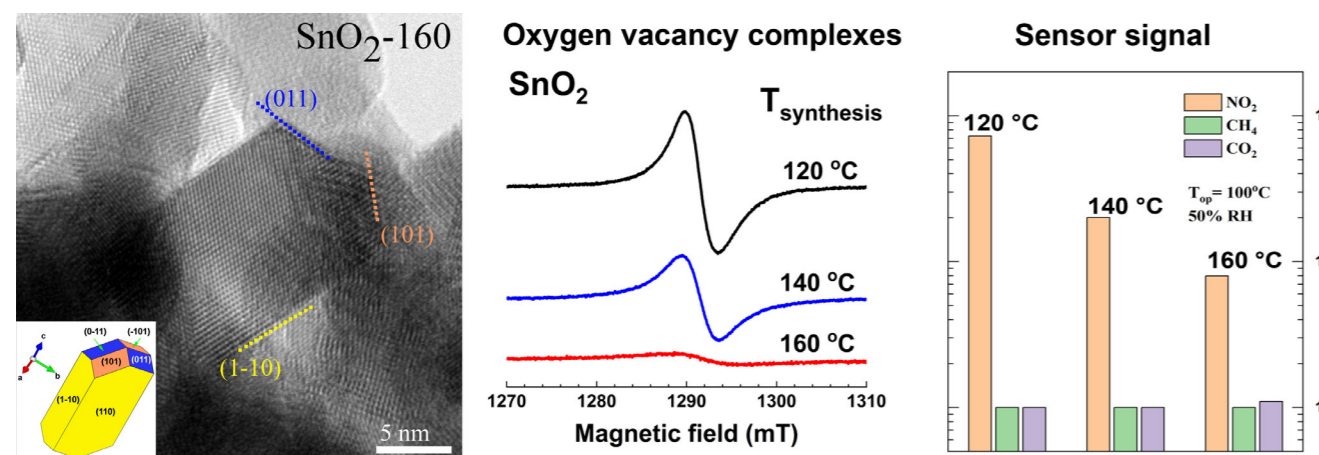 SnO2-160
(011)
(101)
(1-10)
5 nm
(0-11)
(-101)
c
a
b
(101)
(011)
(1-10)
(110)
Oxygen vacancy complexes
SnO2
Tsynthesis
120 °C
140 °C
160 °C
1270 1280 1290 1300 1310
Magnetic field (mT)
Sensor signal
NO2
CH4
CO2
120 °C
140 °C
160 °C
Top= 100°C
50% RH